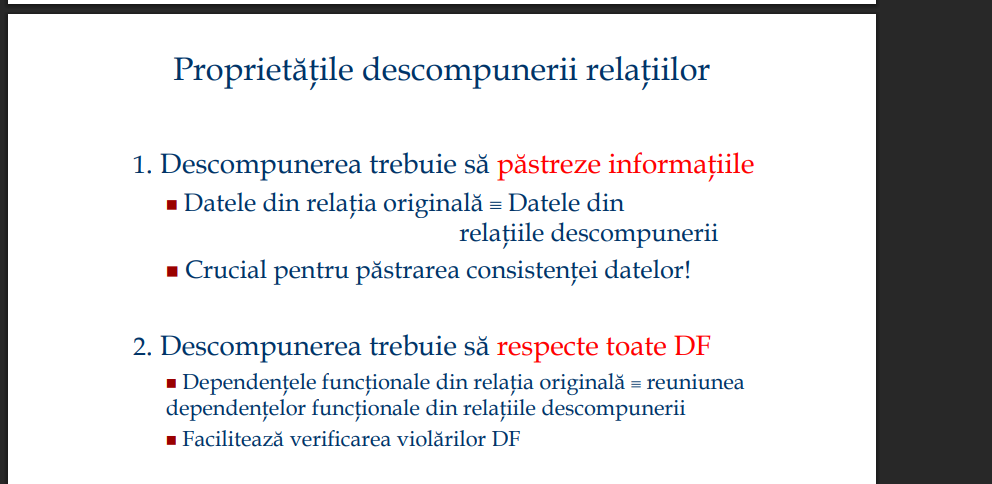 Proprietățile descompunerii relațiilor
1. Descompunerea trebuie să păstreze informațiile
■ Datele din relația originală ≡ Datele din
relațiile descompunerii
■ Crucial pentru păstrarea consistenței datelor!
2. Descompunerea trebuie să respecte toate DF
■ Dependențele funcționale din relația originală ≡ reuniunea
dependențelor funcționale din relațiile descompunerii
■ Facilitează verificarea violărilor DF